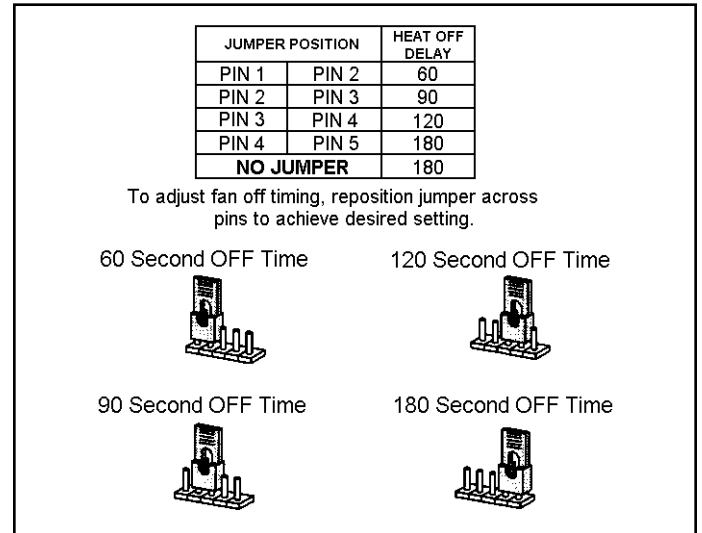 JUMPER POSITION HEAT OFF DELAY
PIN 1 PIN 2 60
PIN 2 PIN 3 90
PIN 3 PIN 4 120
PIN 4 PIN 5 180
NO JUMPER 180
To adjust fan off timing, reposition jumper across
pins to achieve desired setting.
60 Second OFF Time 120 Second OFF Time
90 Second OFF Time 180 Second OFF Time